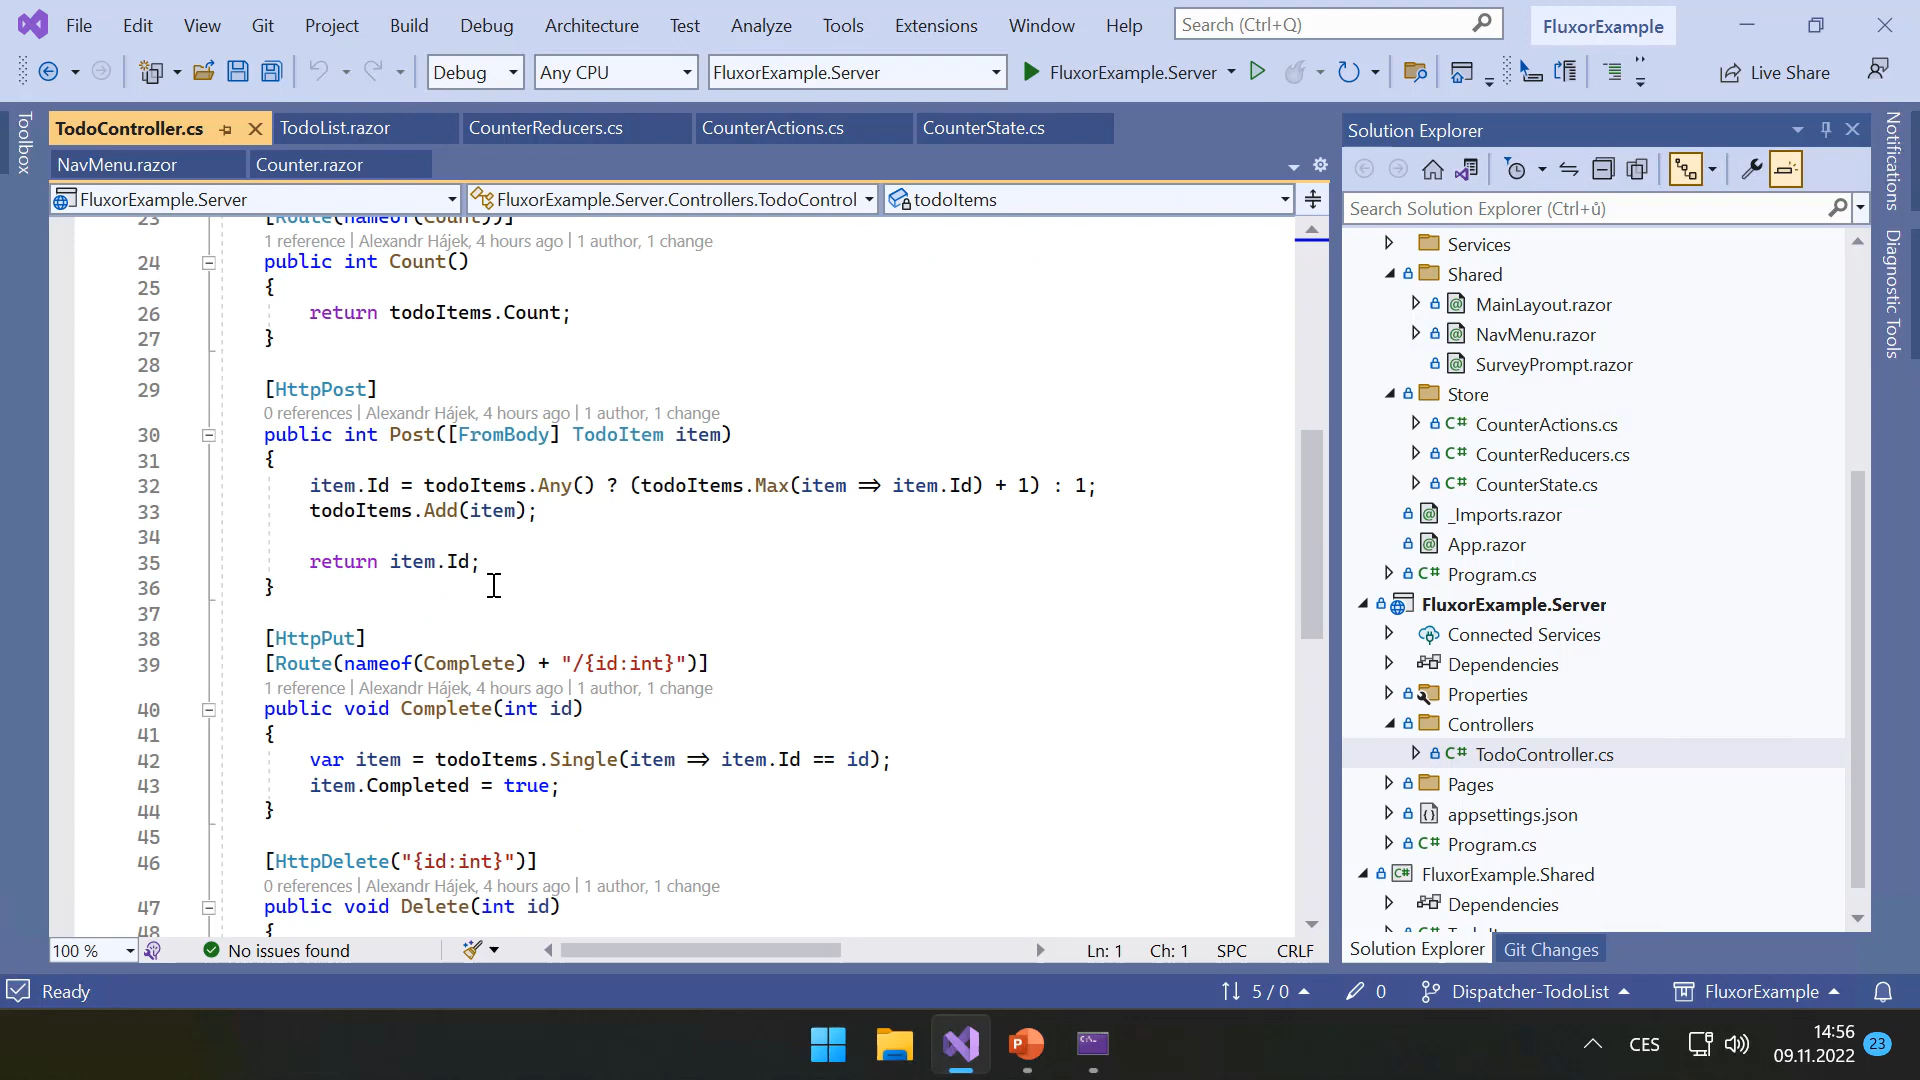 File Edit View Git Project Build Debug Architecture Test Analyze Tools Extensions Window Help Search (Ctrl+Q) FluxorExample
Debug Any CPU FluxorExample.Server FluxorExample.Server Live Share
Toolbox
TodoController.cs TodoList.razor CounterReducers.cs CounterActions.cs CounterState.cs
NavMenu.razor Counter.razor
FluxorExample.Server FluxorExample.Server.Controllers.TodoControl todoItems
23 [Route(nameof(Count))]
1 reference | Alexandr Hájek, 4 hours ago | 1 author, 1 change
24 public int Count()
25 {
26 return todoItems.Count;
27 }
28
29 [HttpPost]
0 references | Alexandr Hájek, 4 hours ago | 1 author, 1 change
30 public int Post([FromBody] TodoItem item)
31 {
32 item.Id = todoItems.Any() ? (todoItems.Max(item => item.Id) + 1) : 1;
33 todoItems.Add(item);
34
35 return item.Id;
36 }
37
38 [HttpPut]
39 [Route(nameof(Complete) + "/{id:int}")]
1 reference | Alexandr Hájek, 4 hours ago | 1 author, 1 change
40 public void Complete(int id)
41 {
42 var item = todoItems.Single(item => item.Id == id);
43 item.Completed = true;
44 }
45
46 [HttpDelete("{id:int}")]
0 references | Alexandr Hájek, 4 hours ago | 1 author, 1 change
47 public void Delete(int id)
48 {
100 % No issues found Ln: 1 Ch: 1 SPC CRLF
Solution Explorer
Search Solution Explorer (Ctrl+ů)
Services
Shared
MainLayout.razor
NavMenu.razor
SurveyPrompt.razor
Store
CounterActions.cs
CounterReducers.cs
CounterState.cs
_Imports.razor
App.razor
Program.cs
FluxorExample.Server
Connected Services
Dependencies
Properties
Controllers
TodoController.cs
Pages
appsettings.json
Program.cs
FluxorExample.Shared
Dependencies
Solution Explorer Git Changes
Notifications
Diagnostic Tools
Ready 5 / 0 0 Dispatcher-TodoList FluxorExample
CES 14:56
09.11.2022 23